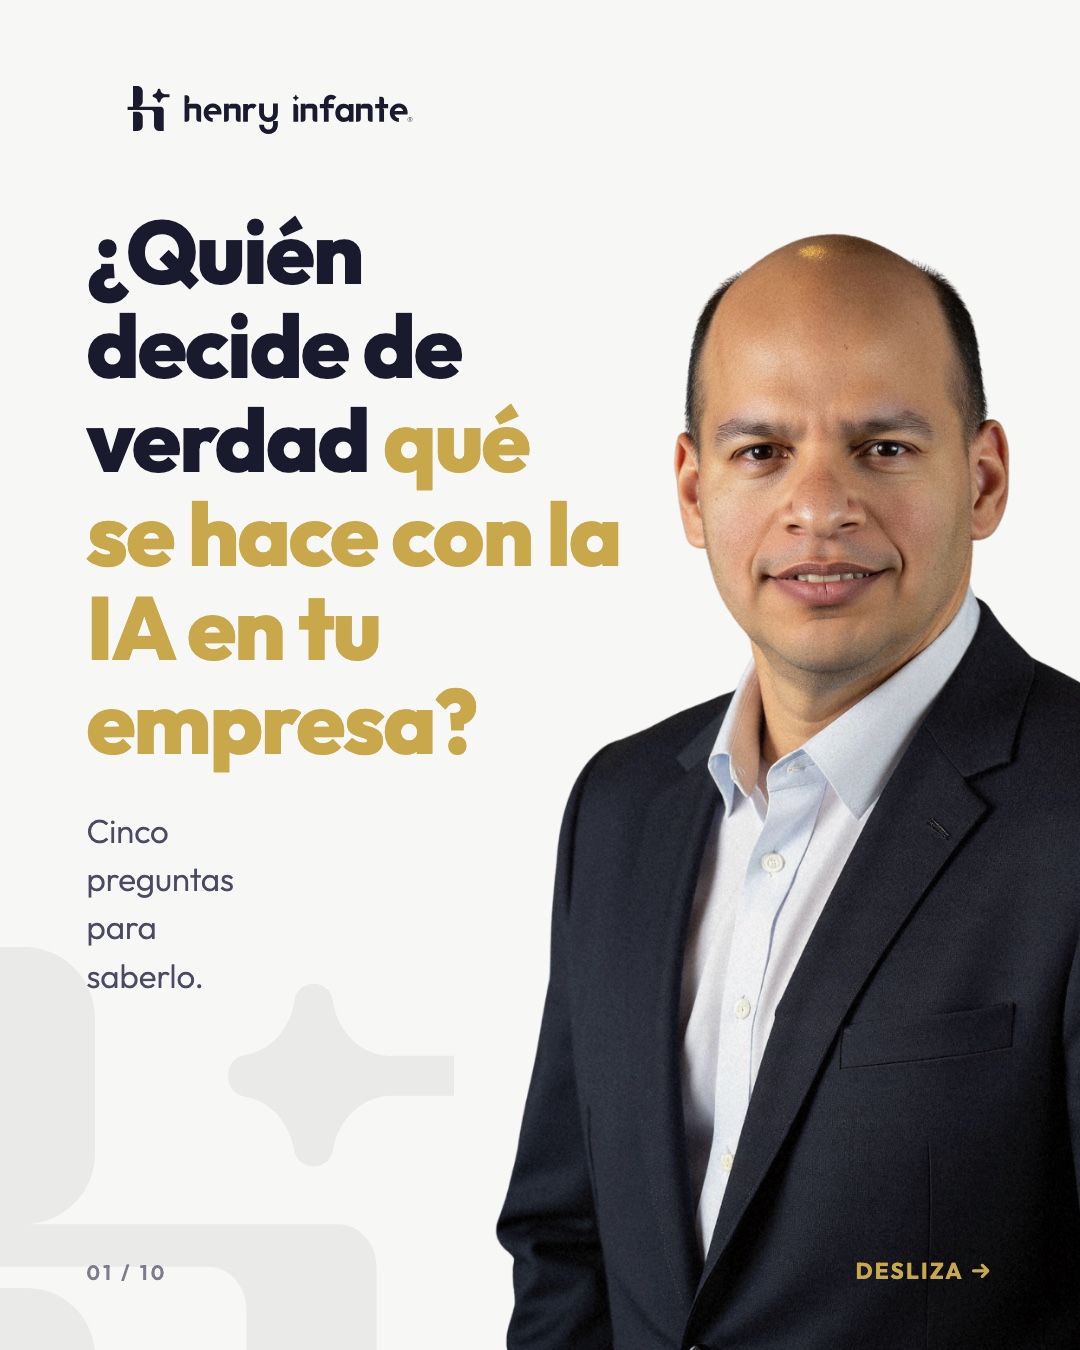 henry infante®
¿Quién
decide de
verdad qué
se hace con la
IA en tu
empresa?
Cinco
preguntas
para
saberlo.
01 / 10
DESLIZA →